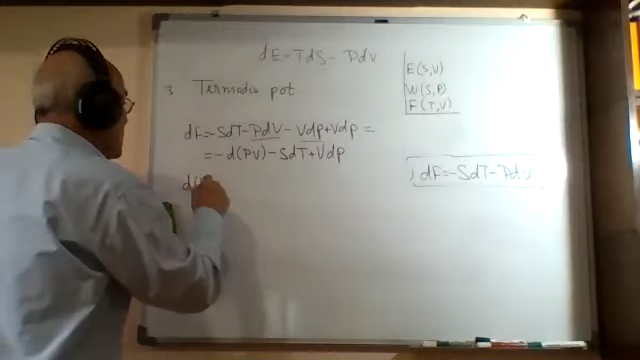 dE = TdS - PdV
3 Termodin pot
E(S,V)
W(S,P)
F(T,V)
dF = -SdT - PdV - Vdp + Vdp =
= -d(PV) - SdT + Vdp
) dF = -SdT - PdV
d(